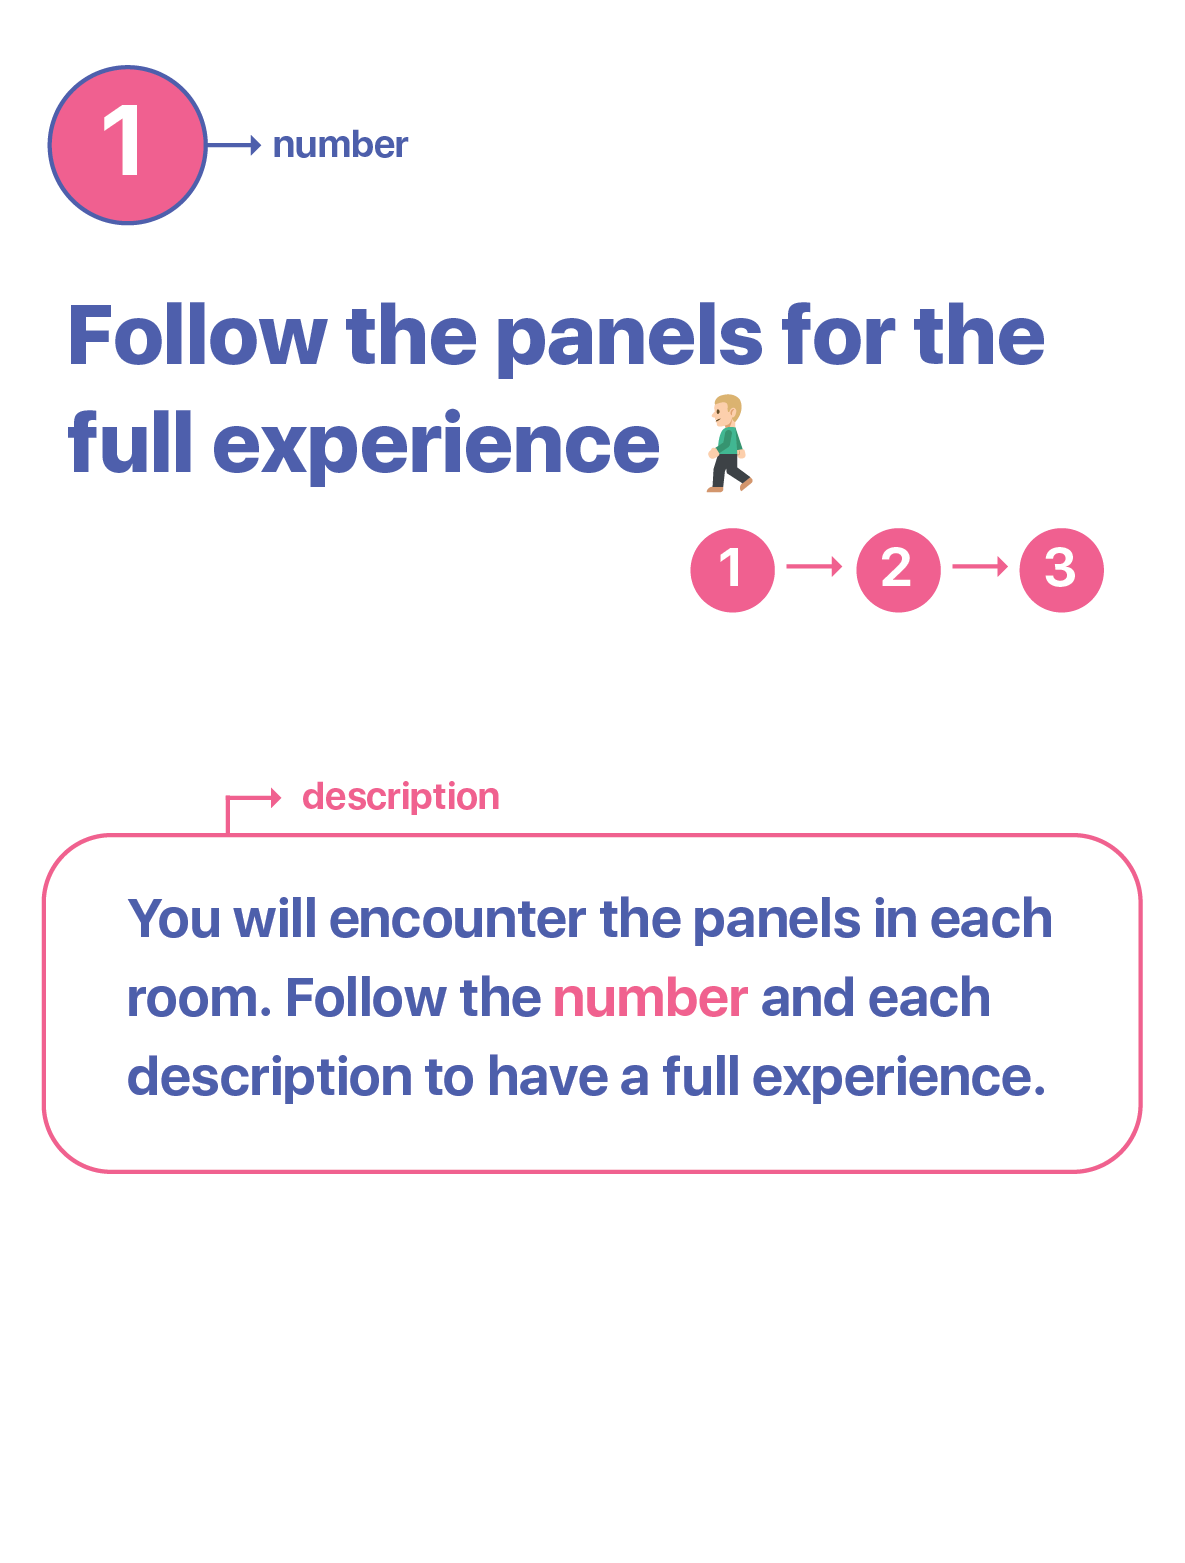 1
number
Follow the panels for the
full experience
1 2 3
description
You will encounter the panels in each
room. Follow the number and each
description to have a full experience.